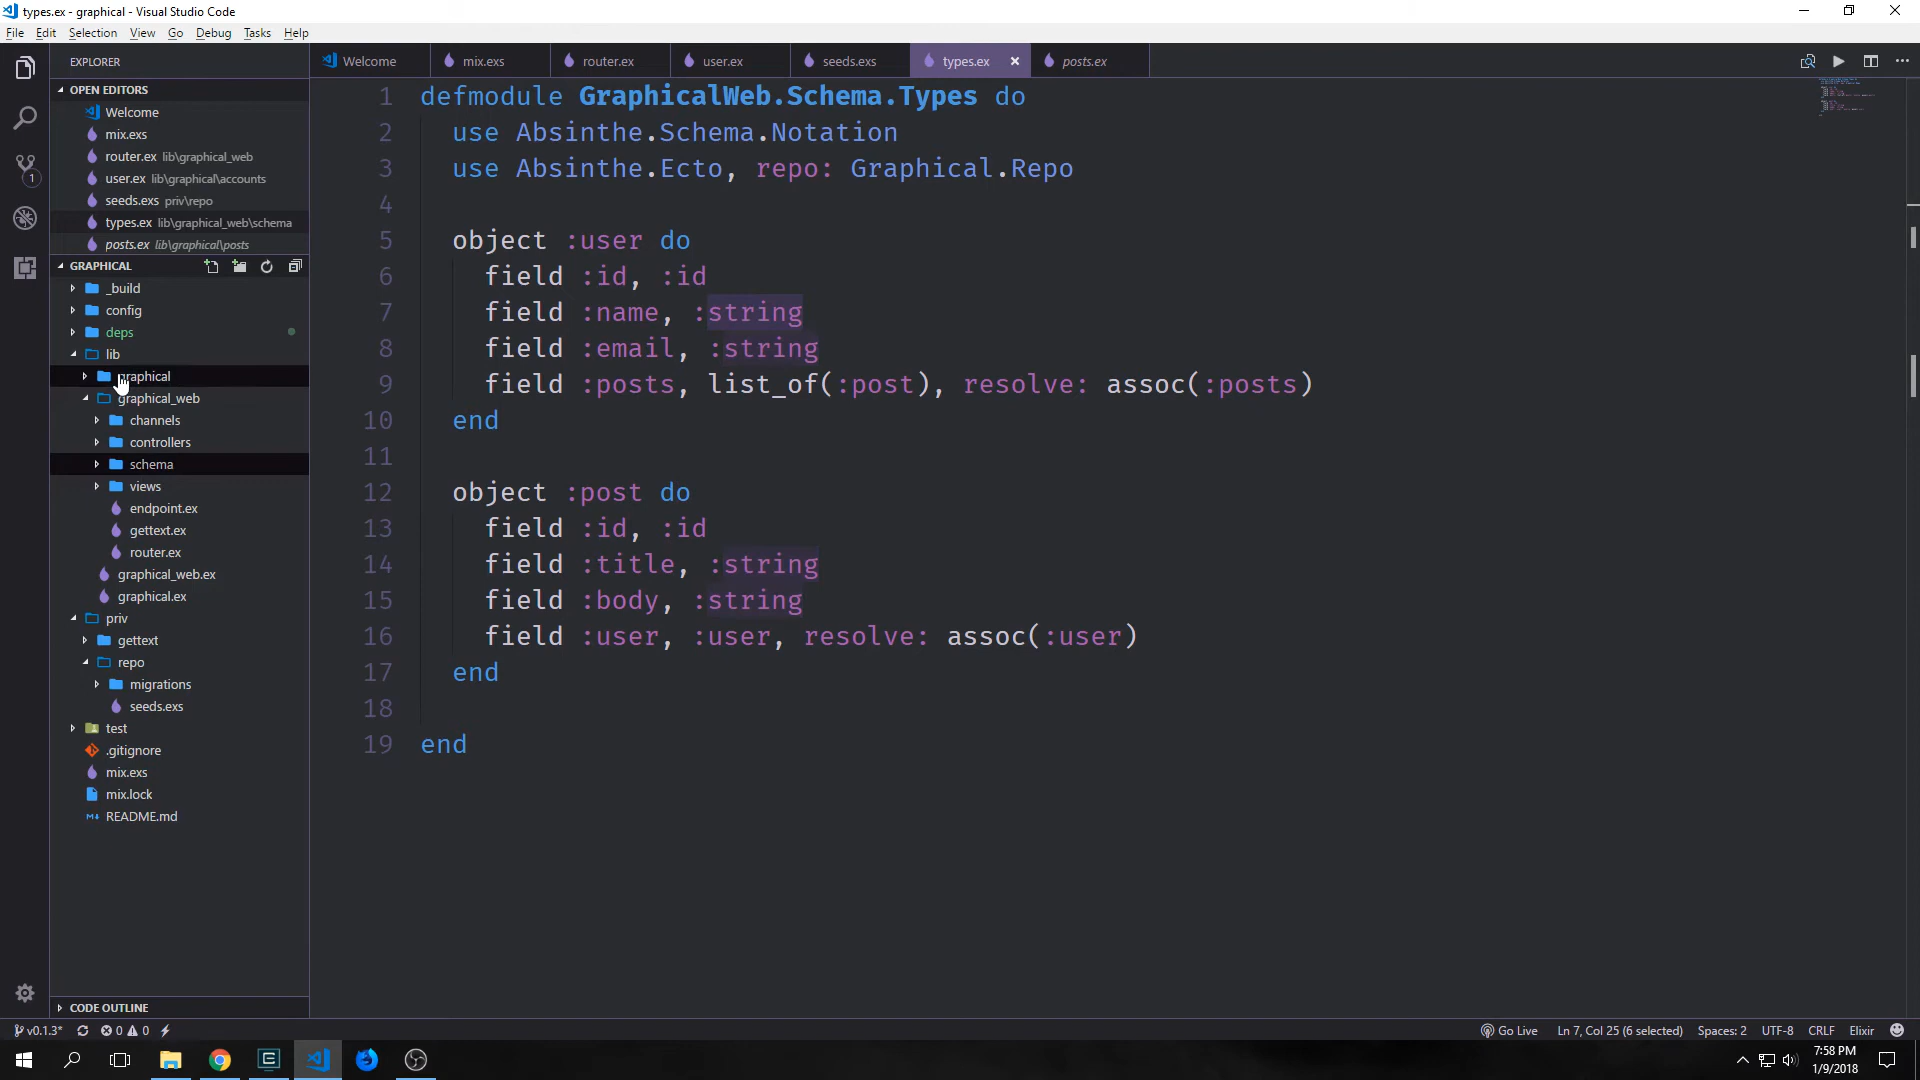 types.ex - graphical - Visual Studio Code
File Edit Selection View Go Debug Tasks Help
EXPLORER
Welcome mix.exs router.ex user.ex seeds.exs types.ex posts.ex
OPEN EDITORS
Welcome
mix.exs
router.ex lib\graphical_web
user.ex lib\graphical\accounts
seeds.exs priv\repo
types.ex lib\graphical_web\schema
posts.ex lib\graphical\posts
GRAPHICAL
_build
config
deps
lib
graphical
graphical_web
channels
controllers
schema
views
endpoint.ex
gettext.ex
router.ex
graphical_web.ex
graphical.ex
priv
gettext
repo
migrations
seeds.exs
test
.gitignore
mix.exs
mix.lock
README.md
CODE OUTLINE
1 defmodule GraphicalWeb.Schema.Types do
2 use Absinthe.Schema.Notation
3 use Absinthe.Ecto, repo: Graphical.Repo
4
5 object :user do
6 field :id, :id
7 field :name, :string
8 field :email, :string
9 field :posts, list_of(:post), resolve: assoc(:posts)
10 end
11
12 object :post do
13 field :id, :id
14 field :title, :string
15 field :body, :string
16 field :user, :user, resolve: assoc(:user)
17 end
18
19 end
1
v0.1.3* 0 0 Go Live Ln 7, Col 25 (6 selected) Spaces: 2 UTF-8 CRLF Elixir
7:58 PM
1/9/2018